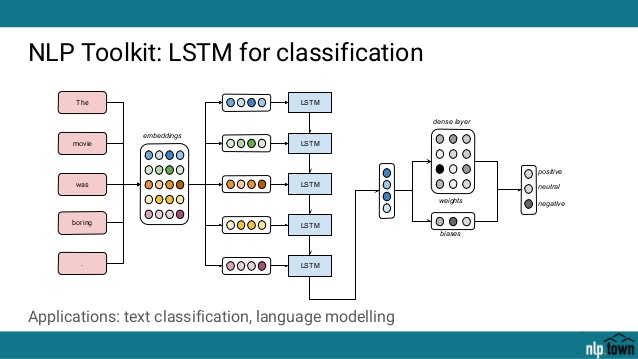 NLP Toolkit: LSTM for classification
The
movie
was
boring
.
embeddings
LSTM
LSTM
LSTM
LSTM
LSTM
dense layer
weights
biases
positive
neutral
negative
Applications: text classification, language modelling
nlp.town